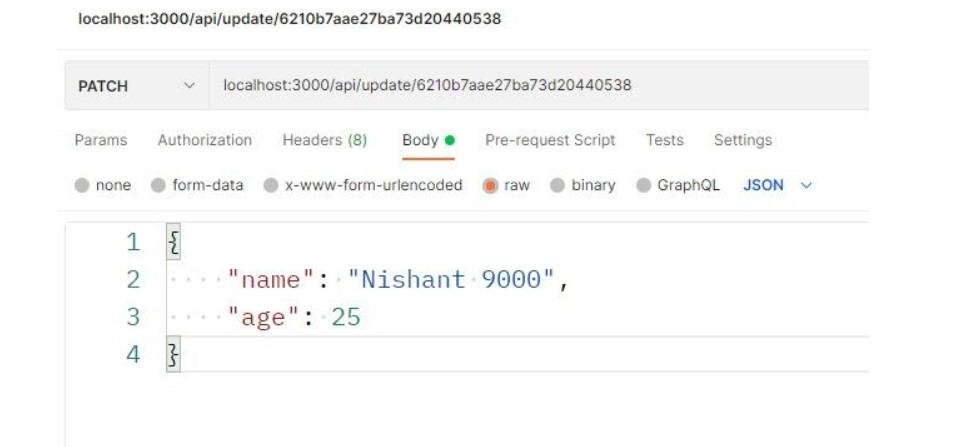 localhost:3000/api/update/6210b7aae27ba73d20440538
PATCH localhost:3000/api/update/6210b7aae27ba73d20440538
Params Authorization Headers (8) Body Pre-request Script Tests Settings
none form-data x-www-form-urlencoded raw binary GraphQL JSON
1 {
2 "name": "Nishant 9000",
3 "age": 25
4 }